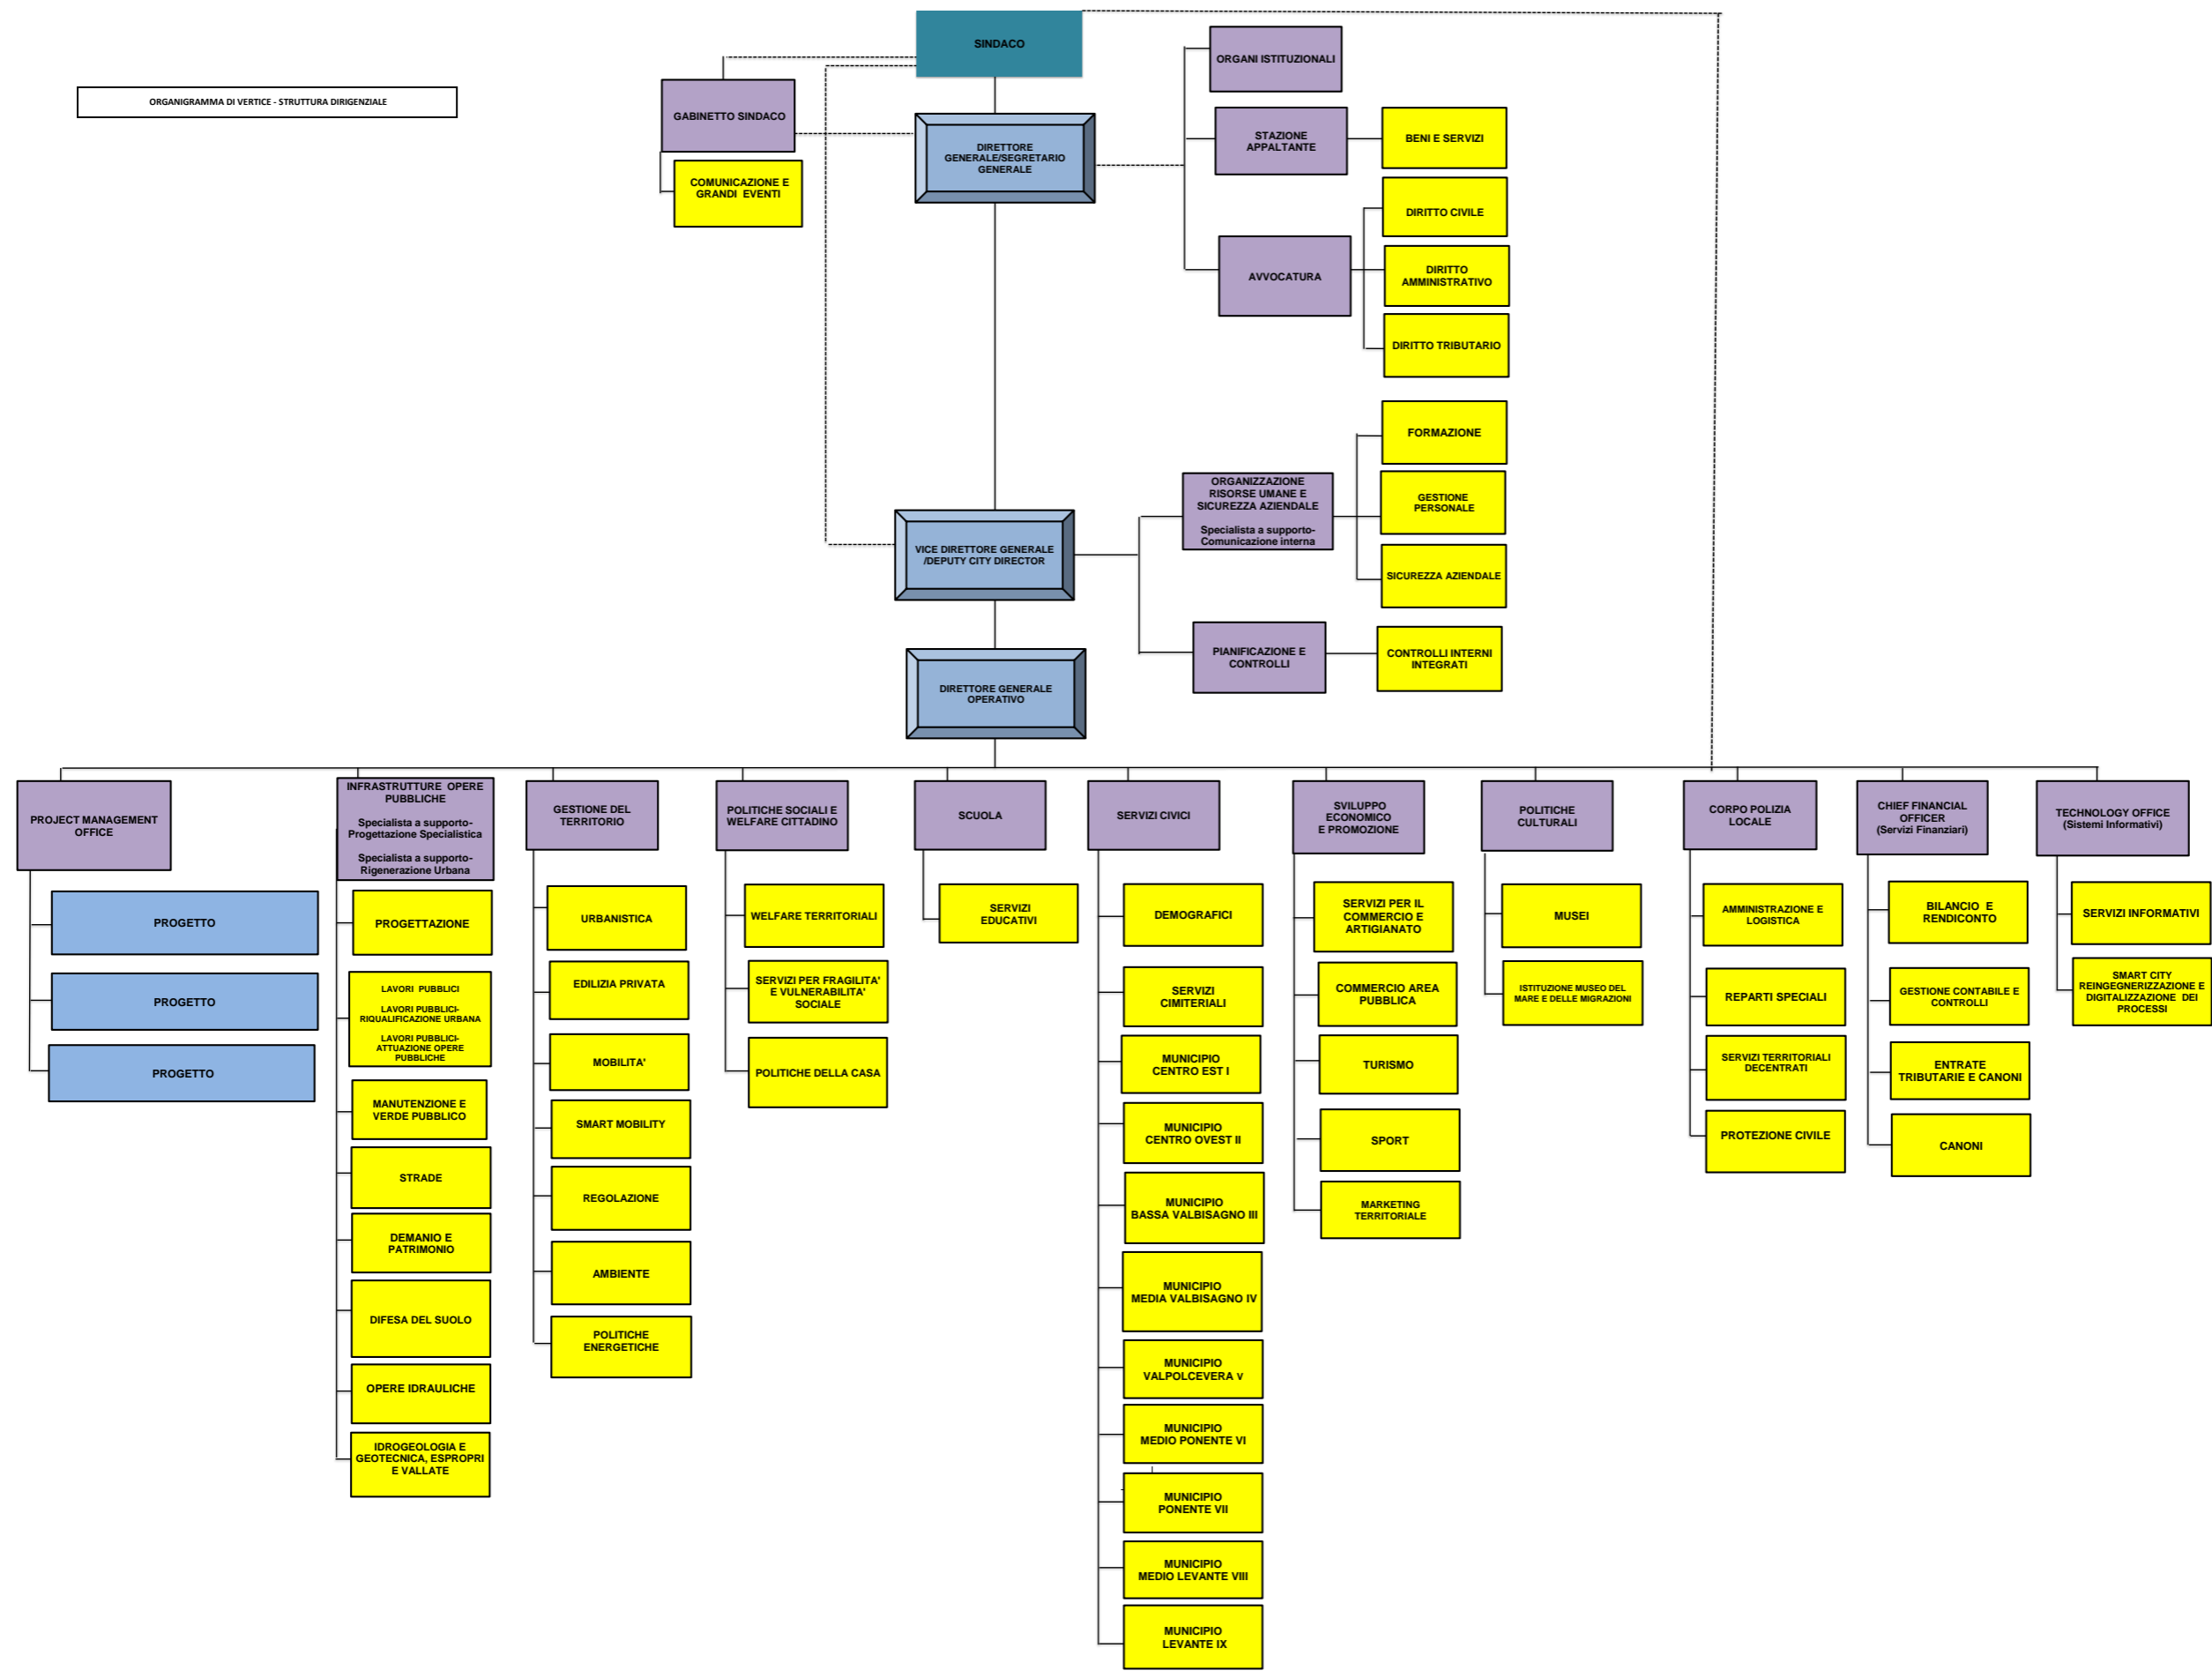 SINDACO
ORGANI ISTITUZIONALI
ORGANIGRAMMA DI VERTICE - STRUTTURA DIRIGENZIALE
GABINETTO SINDACO
COMUNICAZIONE E
GRANDI EVENTI
DIRETTORE
GENERALE/SEGRETARIO
GENERALE
STAZIONE
APPALTANTE
BENI E SERVIZI
AVVOCATURA
DIRITTO CIVILE
DIRITTO
AMMINISTRATIVO
DIRITTO TRIBUTARIO
VICE DIRETTORE GENERALE
/DEPUTY CITY DIRECTOR
ORGANIZZAZIONE
RISORSE UMANE E
SICUREZZA AZIENDALE
Specialista a supporto-
Comunicazione interna
FORMAZIONE
GESTIONE
PERSONALE
SICUREZZA AZIENDALE
PIANIFICAZIONE E
CONTROLLI
CONTROLLI INTERNI
INTEGRATI
DIRETTORE GENERALE
OPERATIVO
PROJECT MANAGEMENT
OFFICE
PROGETTO
PROGETTO
PROGETTO
INFRASTRUTTURE OPERE
PUBBLICHE
Specialista a supporto-
Progettazione Specialistica
Specialista a supporto-
Rigenerazione Urbana
PROGETTAZIONE
LAVORI PUBBLICI
LAVORI PUBBLICI-
RIQUALIFICAZIONE URBANA
LAVORI PUBBLICI-
ATTUAZIONE OPERE
PUBBLICHE
MANUTENZIONE E
VERDE PUBBLICO
STRADE
DEMANIO E
PATRIMONIO
DIFESA DEL SUOLO
OPERE IDRAULICHE
IDROGEOLOGIA E
GEOTECNICA, ESPROPRI
E VALLATE
GESTIONE DEL
TERRITORIO
URBANISTICA
EDILIZIA PRIVATA
MOBILITA'
SMART MOBILITY
REGOLAZIONE
AMBIENTE
POLITICHE
ENERGETICHE
POLITICHE SOCIALI E
WELFARE CITTADINO
WELFARE TERRITORIALI
SERVIZI PER FRAGILITA'
E VULNERABILITA'
SOCIALE
POLITICHE DELLA CASA
SCUOLA
SERVIZI
EDUCATIVI
SERVIZI CIVICI
DEMOGRAFICI
SERVIZI
CIMITERIALI
MUNICIPIO
CENTRO EST I
MUNICIPIO
CENTRO OVEST II
MUNICIPIO
BASSA VALBISAGNO III
MUNICIPIO
MEDIA VALBISAGNO IV
MUNICIPIO
VALPOLCEVERA V
MUNICIPIO
MEDIO PONENTE VI
MUNICIPIO
PONENTE VII
MUNICIPIO
MEDIO LEVANTE VIII
MUNICIPIO
LEVANTE IX
SVILUPPO
ECONOMICO
E PROMOZIONE
SERVIZI PER IL
COMMERCIO E
ARTIGIANATO
COMMERCIO AREA
PUBBLICA
TURISMO
SPORT
MARKETING
TERRITORIALE
POLITICHE
CULTURALI
MUSEI
ISTITUZIONE MUSEO DEL
MARE E DELLE MIGRAZIONI
CORPO POLIZIA
LOCALE
AMMINISTRAZIONE E
LOGISTICA
REPARTI SPECIALI
SERVIZI TERRITORIALI
DECENTRATI
PROTEZIONE CIVILE
CHIEF FINANCIAL
OFFICER
(Servizi Finanziari)
BILANCIO E
RENDICONTO
GESTIONE CONTABILE E
CONTROLLI
ENTRATE
TRIBUTARIE E CANONI
CANONI
TECHNOLOGY OFFICE
(Sistemi Informativi)
SERVIZI INFORMATIVI
SMART CITY
REINGEGNERIZZAZIONE E
DIGITALIZZAZIONE DEI
PROCESSI